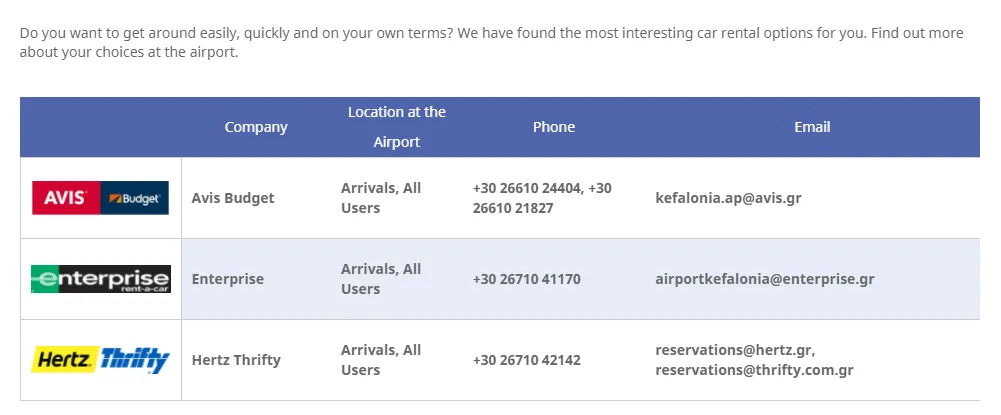 Do you want to get around easily, quickly and on your own terms? We have found the most interesting car rental options for you. Find out more
about your choices at the airport.
Company
Location at the
Airport
Phone
Email
AVIS Budget
Avis Budget
Arrivals, All
Users
+30 26610 24404, +30
26610 21827
kefalonia.ap@avis.gr
enterprise
rent-a-car
Enterprise
Arrivals, All
Users
+30 26710 41170
airportkefalonia@enterprise.gr
Hertz. Thrifty
Hertz Thrifty
Arrivals, All
Users
+30 26710 42142
reservations@hertz.gr,
reservations@thrifty.com.gr